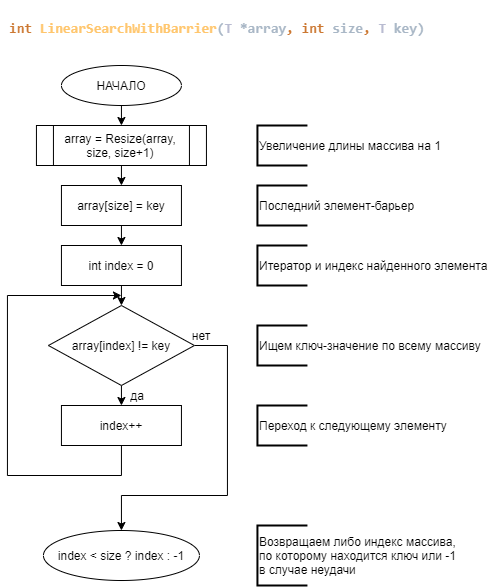 int LinearSearchWithBarrier(T *array, int size, T key)
НАЧАЛО
array = Resize(array,
size, size+1)
Увеличение длины массива на 1
array[size] = key
Последний элемент-барьер
int index = 0
Итератор и индекс найденного элемента
array[index] != key
нет
Ищем ключ-значение по всему массиву
да
index++
Переход к следующему элементу
index < size ? index : -1
Возвращаем либо индекс массива,
по которому находится ключ или -1
в случае неудачи